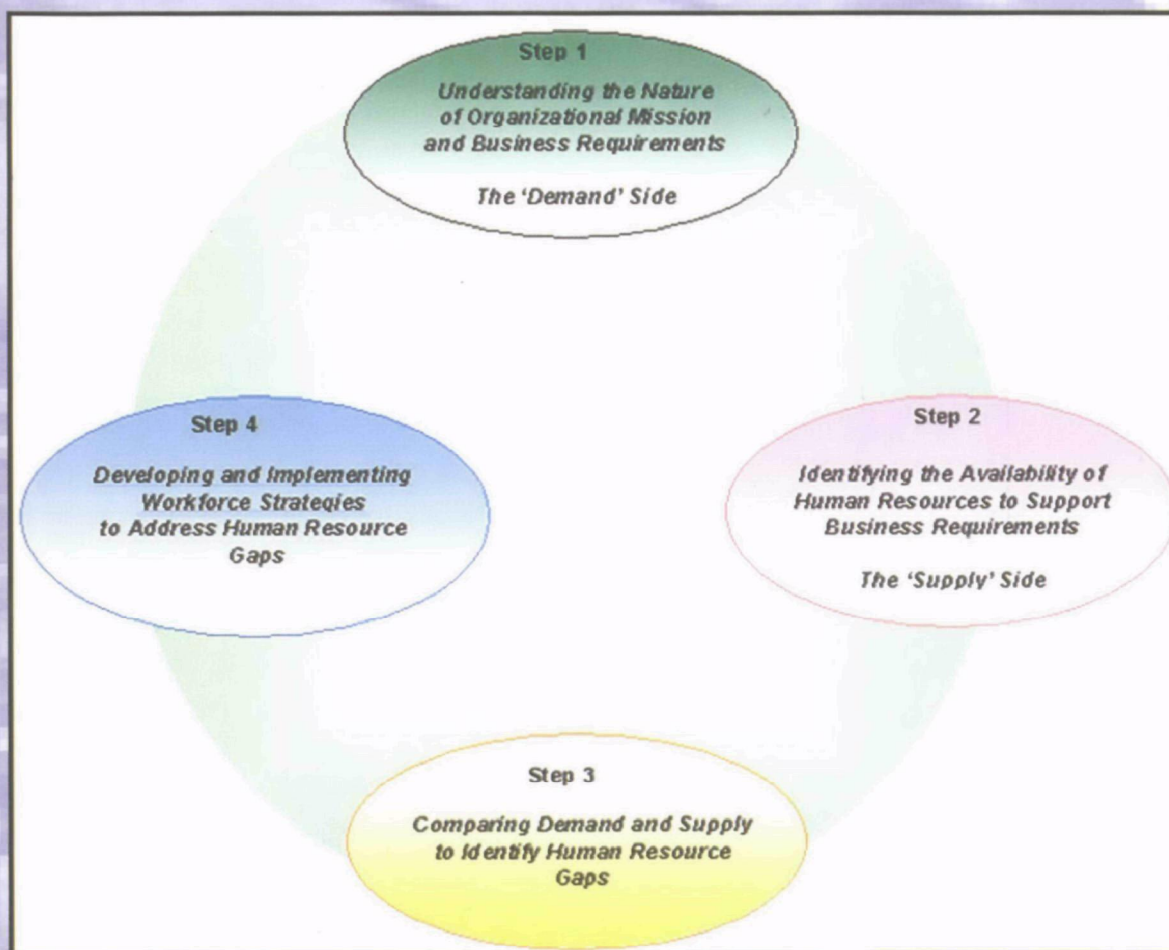 Step 1
Understanding the Nature
of Organizational Mission
and Business Requirements
The ‘Demand’ Side
Step 2
Identifying the Availability of
Human Resources to Support
Business Requirements
The ‘Supply’ Side
Step 3
Comparing Demand and Supply
to Identify Human Resource
Gaps
Step 4
Developing and Implementing
Workforce Strategies
to Address Human Resource
Gaps